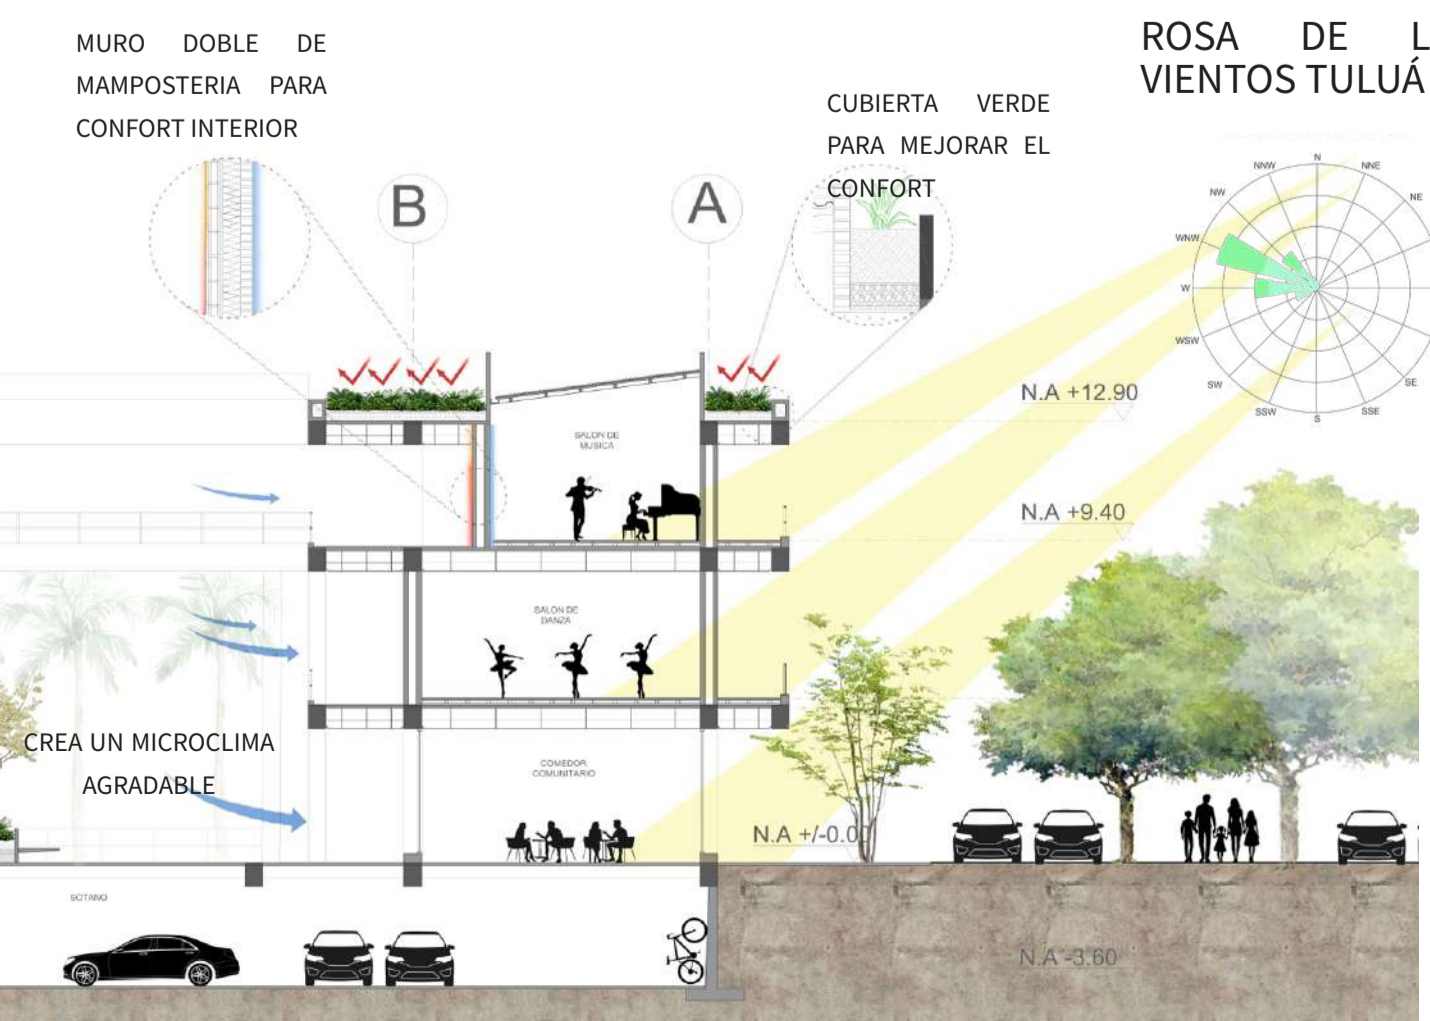 MURO DOBLE DE
MAMPOSTERIA PARA
CONFORT INTERIOR
CUBIERTA VERDE
PARA MEJORAR EL
CONFORT
ROSA DE L
VIENTOS TULUÁ
N
NNW
NNE
NW
NE
WNW
W
WSW
SW
SE
SSW
SSE
S
B
A
N.A +12.90
SALON DE
MUSICA
N.A +9.40
SALON DE
DANZA
CREA UN MICROCLIMA
AGRADABLE
COMEDOR
COMUNITARIO
N.A +/-0.00
SOTANO
N.A -3.60